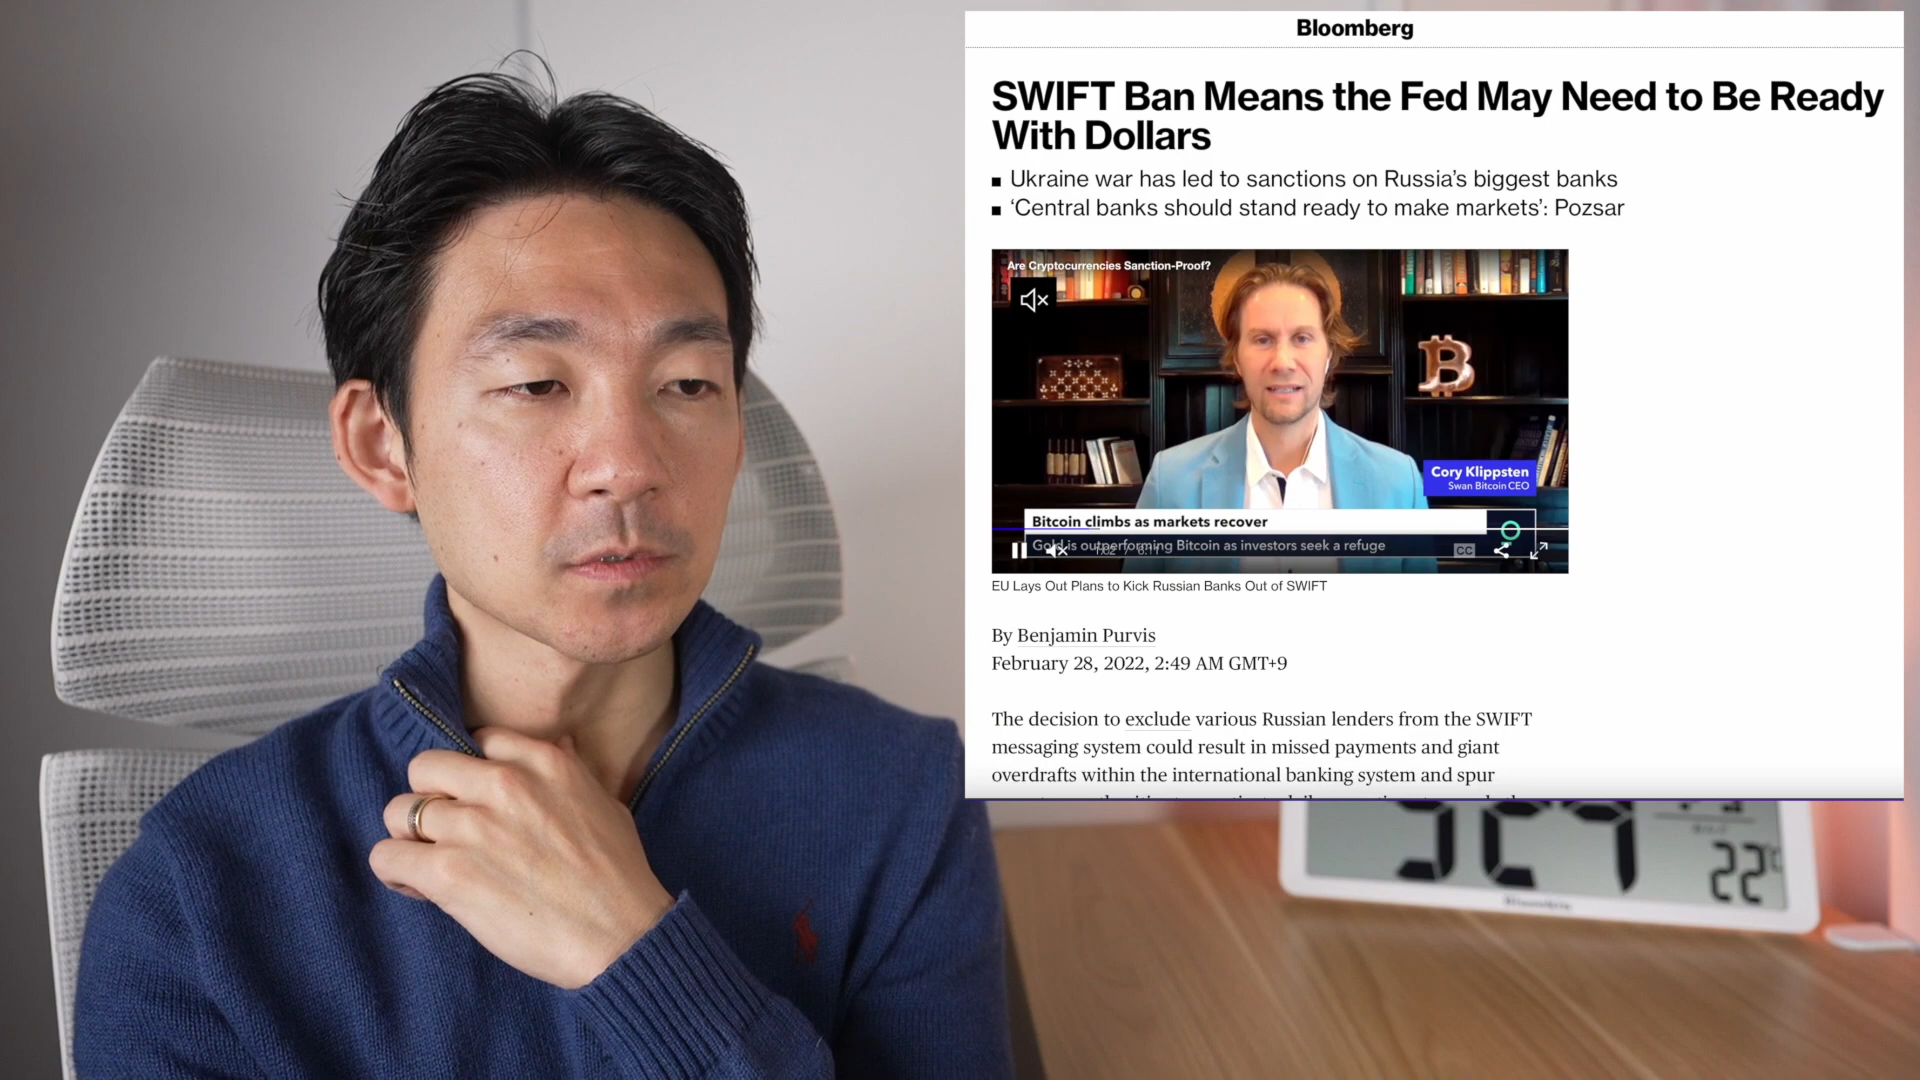 Bloomberg
SWIFT Ban Means the Fed May Need to Be Ready
With Dollars
Ukraine war has led to sanctions on Russia's biggest banks
'Central banks should stand ready to make markets': Pozsar
Are Cryptocurrencies Sanction-Proof?
Cory Klippsten
Swan Bitcoin CEO
Bitcoin climbs as markets recover
Gold is outperforming Bitcoin as investors seek a refuge
CC
EU Lays Out Plans to Kick Russian Banks Out of SWIFT
By Benjamin Purvis
February 28, 2022, 2:49 AM GMT+9
The decision to exclude various Russian lenders from the SWIFT
messaging system could result in missed payments and giant
overdrafts within the international banking system and spur
22°C